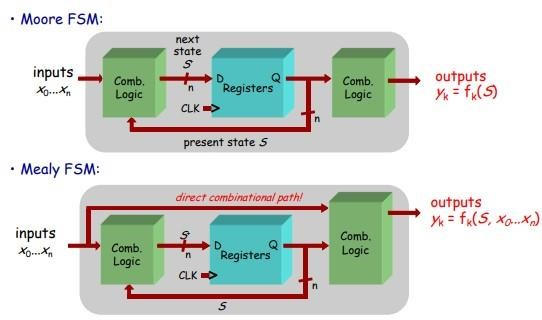 • Moore FSM:
next
state
S
inputs
x₀...xₙ
Comb.
Logic
n
D
Q
Registers
CLK
n
Comb.
Logic
outputs
yₖ = fₖ(S)
present state S
• Mealy FSM:
direct combinational path!
inputs
x₀...xₙ
Comb.
Logic
S
n
D
Q
Registers
CLK
n
Comb.
Logic
outputs
yₖ = fₖ(S, x₀...xₙ)
S